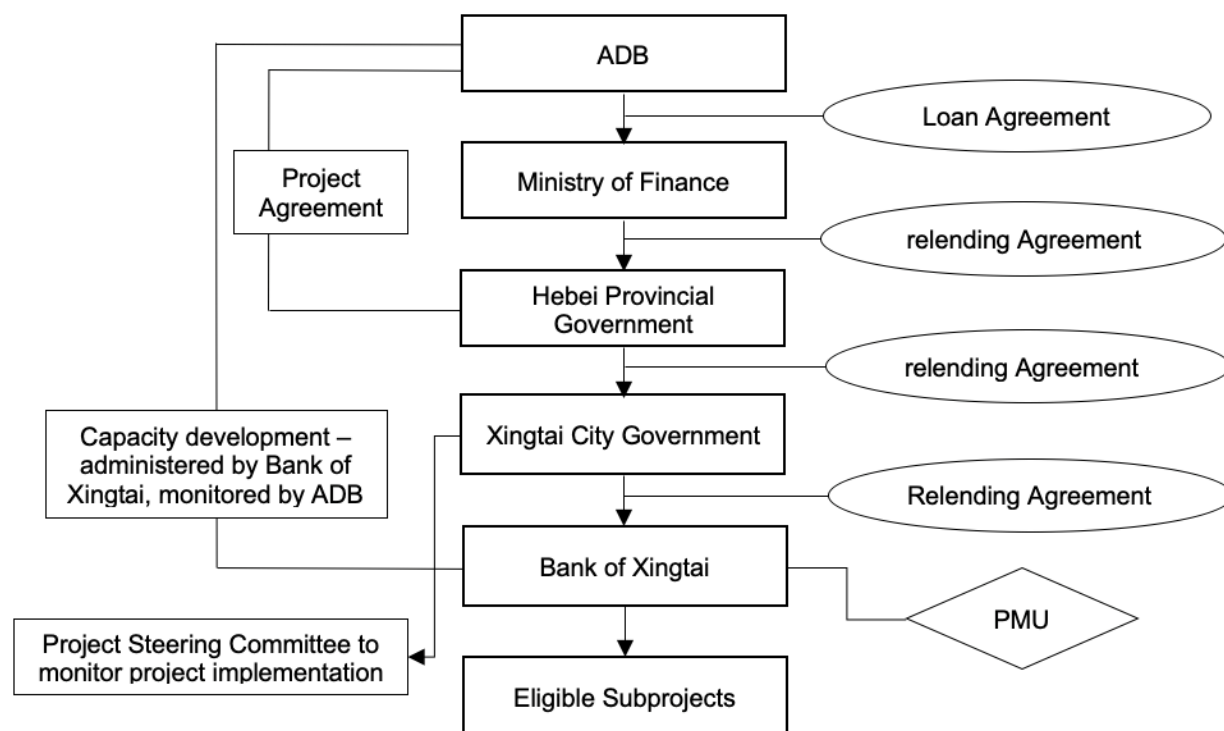 ADB
Loan Agreement
Project
Agreement
Ministry of Finance
relending Agreement
Hebei Provincial
Government
relending Agreement
Capacity development –
administered by Bank of
Xingtai, monitored by ADB
Xingtai City Government
Relending Agreement
Bank of Xingtai
PMU
Project Steering Committee to
monitor project implementation
Eligible Subprojects